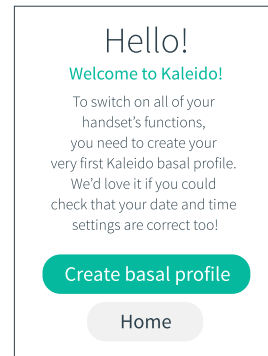 Hello!
Welcome to Kaleido!
To switch on all of your
handset’s functions,
you need to create your
very first Kaleido basal profile.
We’d love it if you could
check that your date and time
settings are correct too!
Create basal profile
Home